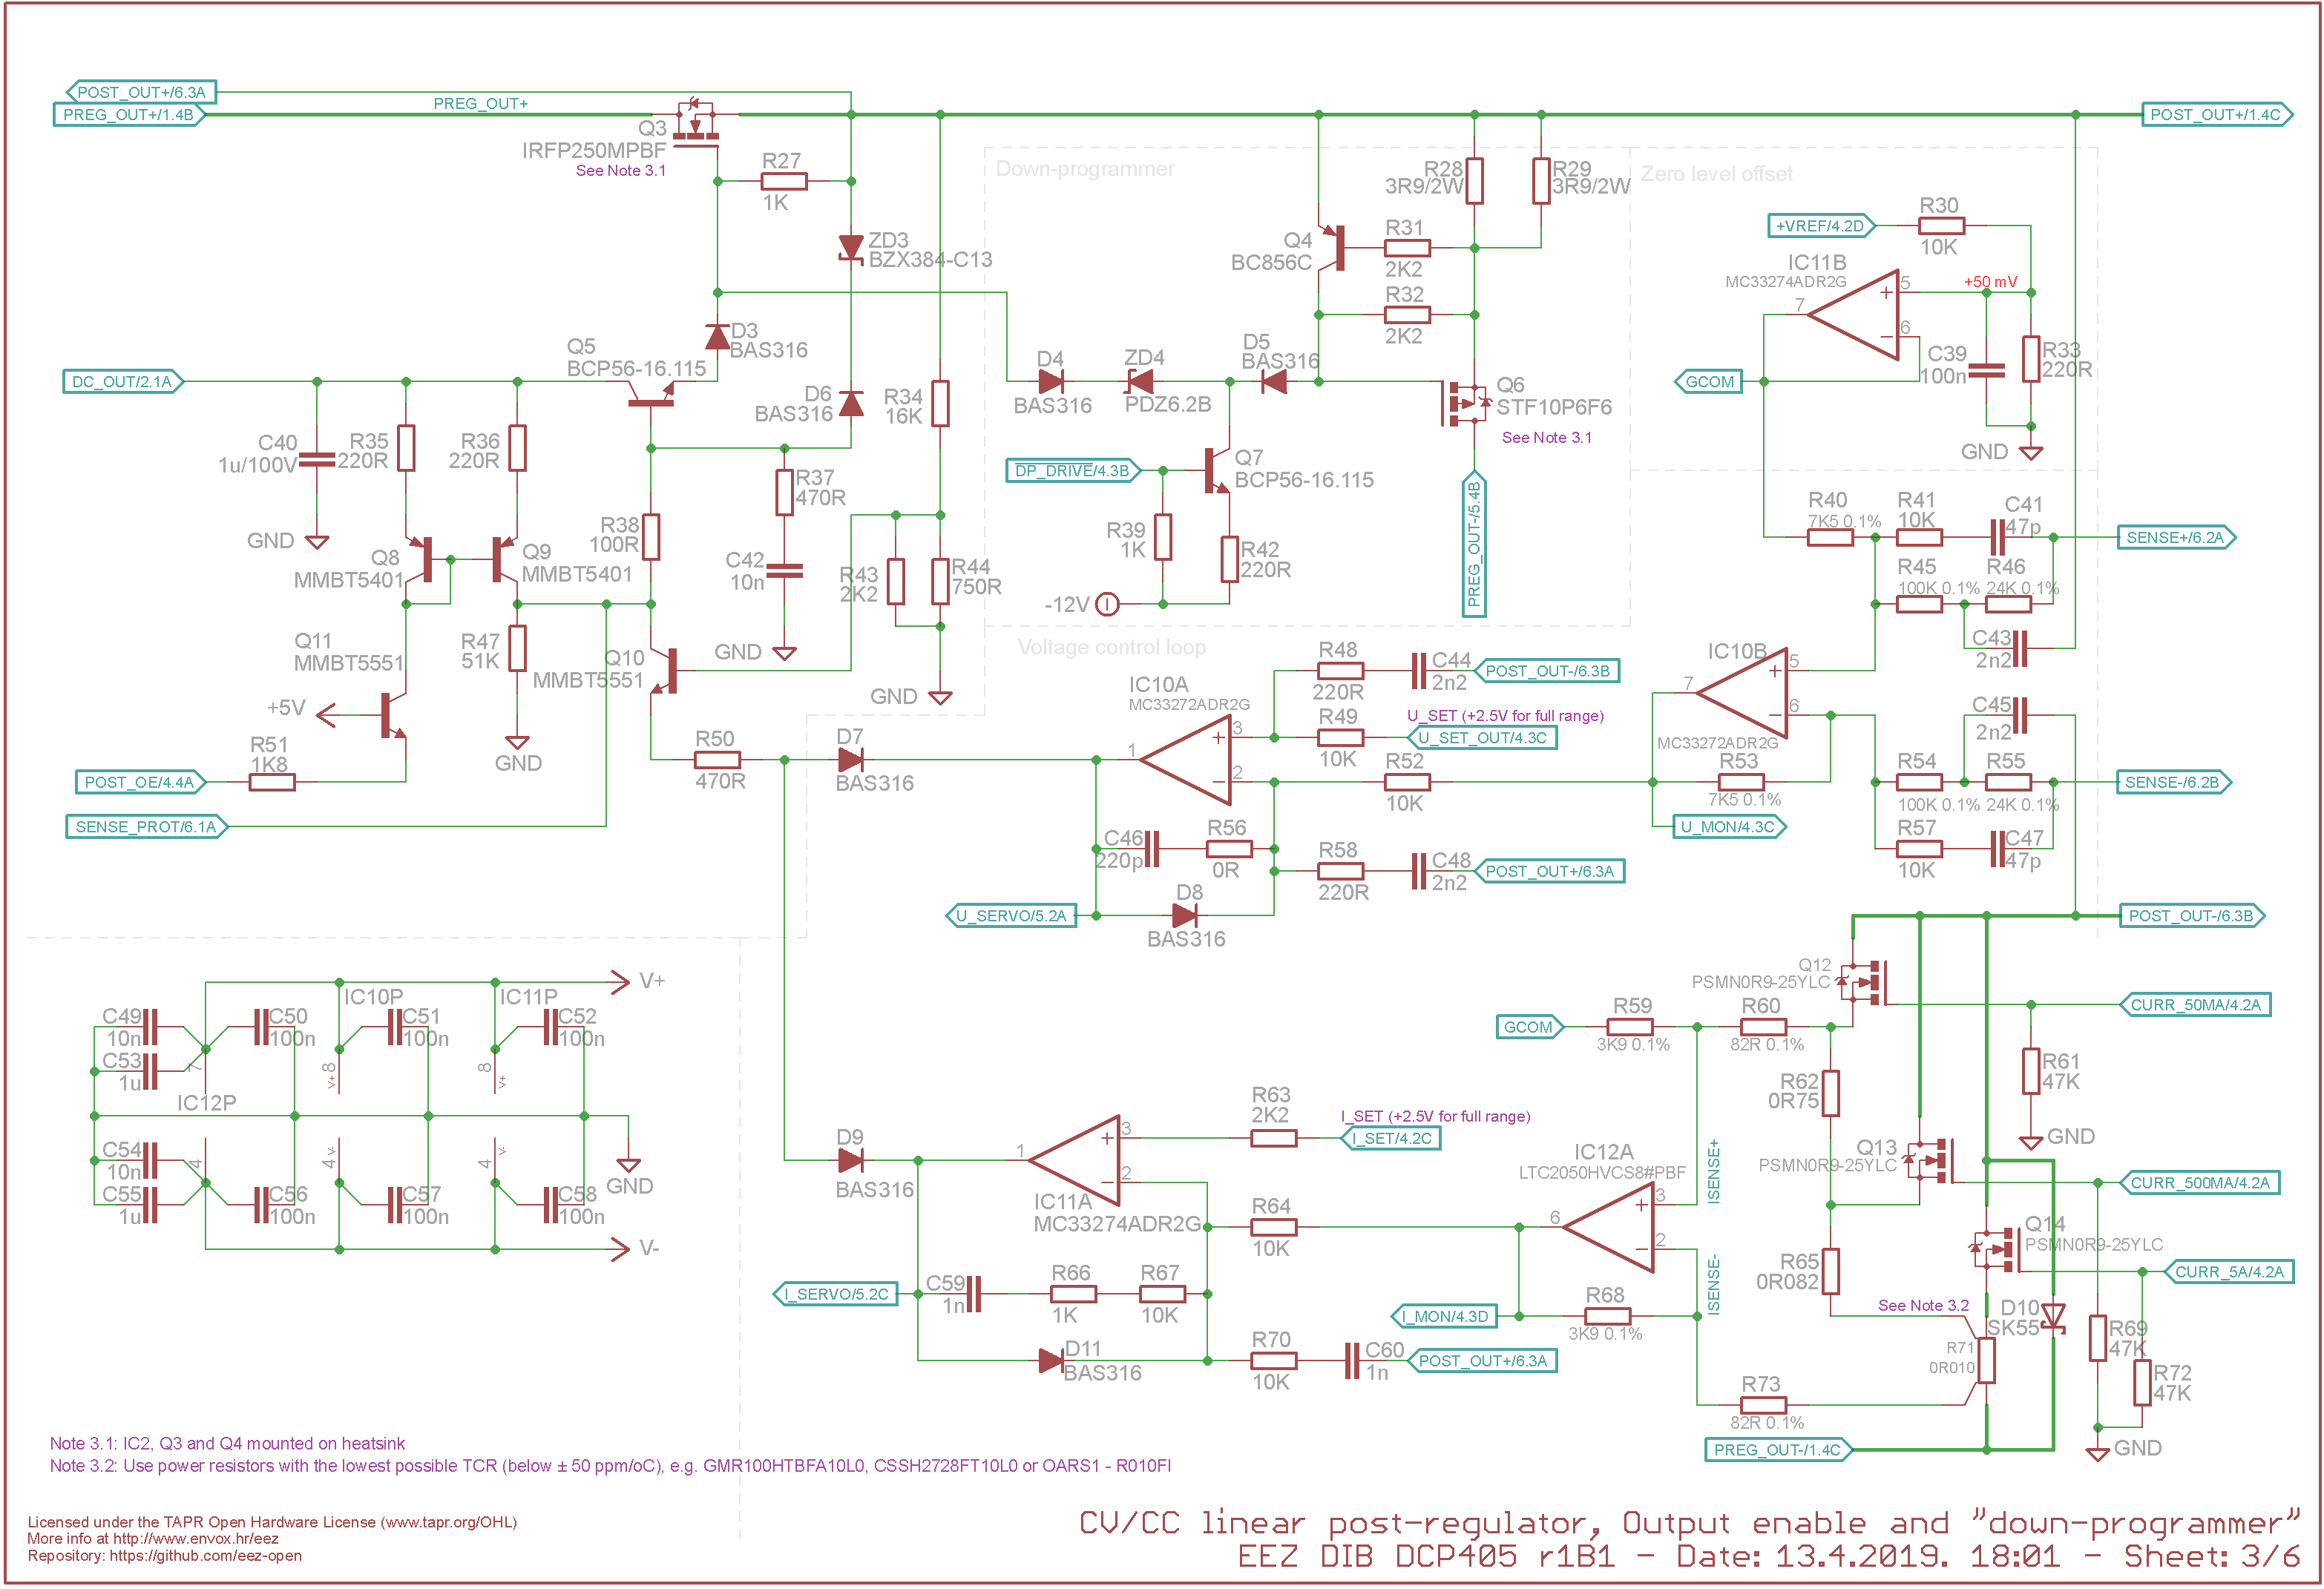 POST_OUT+/6.3A
PREG_OUT+/1.4B
PREG_OUT+
Q3
IRFP250MPBF
See Note 3.1
R27
1K
ZD3
BZX384-C13
POST_OUT+/1.4C
Down-programmer
R28
3R9/2W
R29
3R9/2W
Q4
BC856C
R31
2K2
R32
2K2
Zero level offset
+VREF/4.2D
R30
10K
IC11B
MC33274ADR2G
+50 mV
5
6
7
+
−
C39
100n
R33
220R
GCOM
GND
DC_OUT/2.1A
Q5
BCP56-16.115
D3
BAS316
D6
BAS316
R34
16K
C40
1u/100V
R35
220R
R36
220R
GND
Q8
MMBT5401
Q9
MMBT5401
R37
470R
R38
100R
C42
10n
R43
2K2
R44
750R
GND
GND
D4
BAS316
ZD4
PDZ6.2B
D5
BAS316
Q6
STF10P6F6
See Note 3.1
DP_DRIVE/4.3B
Q7
BCP56-16.115
R39
1K
R42
220R
-12V
PREG_OUT-/5.4B
Q11
MMBT5551
+5V
R47
51K
Q10
MMBT5551
GND
R51
1K8
POST_OE/4.4A
SENSE_PROT/6.1A
R50
470R
D7
BAS316
Voltage control loop
IC10A
MC33272ADR2G
1
3
2
+
−
R48
220R
C44
2n2
POST_OUT-/6.3B
R49
10K
U_SET (+2.5V for full range)
U_SET_OUT/4.3C
R52
10K
C46
220p
R56
0R
R58
220R
C48
2n2
POST_OUT+/6.3A
D8
BAS316
U_SERVO/5.2A
R40
7K5 0.1%
R41
10K
C41
47p
SENSE+/6.2A
R45
100K 0.1%
R46
24K 0.1%
C43
2n2
IC10B
MC33272ADR2G
7
5
6
+
−
R53
7K5 0.1%
U_MON/4.3C
C45
2n2
R54
100K 0.1%
R55
24K 0.1%
SENSE-/6.2B
R57
10K
C47
47p
POST_OUT-/6.3B
V+
IC10P
IC11P
C49
10n
C50
100n
C51
100n
C52
100n
C53
1u
7
8
V+
8
V+
IC12P
C54
10n
4
4
V-
4
V-
C55
1u
C56
100n
C57
100n
C58
100n
GND
V-
Q12
PSMN0R9-25YLC
CURR_50MA/4.2A
GCOM
R59
3K9 0.1%
R60
82R 0.1%
R61
47K
GND
R62
0R75
Q13
PSMN0R9-25YLC
CURR_500MA/4.2A
R63
2K2
I_SET (+2.5V for full range)
I_SET/4.2C
ISENSE+
IC12A
LTC2050HVCS8#PBF
6
3
2
+
−
D9
BAS316
1
3
2
+
−
IC11A
MC33274ADR2G
R64
10K
Q14
PSMN0R9-25YLC
CURR_5A/4.2A
R65
0R082
ISENSE-
I_SERVO/5.2C
C59
1n
R66
1K
R67
10K
I_MON/4.3D
R68
3K9 0.1%
See Note 3.2
D10
SK55
R69
47K
R71
0R010
R72
47K
D11
BAS316
R70
10K
C60
1n
POST_OUT+/6.3A
R73
82R 0.1%
PREG_OUT-/1.4C
GND
Note 3.1: IC2, Q3 and Q4 mounted on heatsink
Note 3.2: Use power resistors with the lowest possible TCR (below ± 50 ppm/oC), e.g. GMR100HTBFA10L0, CSSH2728FT10L0 or OARS1 - R010FI
Licensed under the TAPR Open Hardware License (www.tapr.org/OHL)
More info at http://www.envox.hr/eez
Repository: https://github.com/eez-open
CV/CC linear post-regulator, Output enable and "down-programmer"
EEZ DIB DCP405 r1B1 - Date: 13.4.2019. 18:01 - Sheet: 3/6